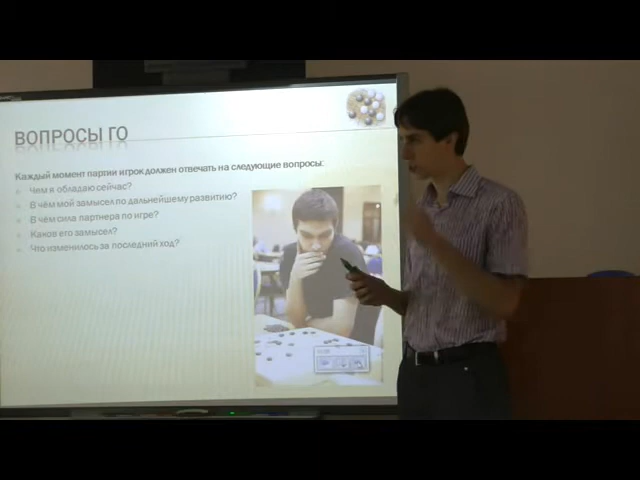 ВОПРОСЫ ГО
Каждый момент партии игрок должен отвечать на следующие вопросы:
Чем я обладаю сейчас?
В чём мой замысел по дальнейшему развитию?
В чём сила партнера по игре?
Каков его замысел?
Что изменилось за последний ход?